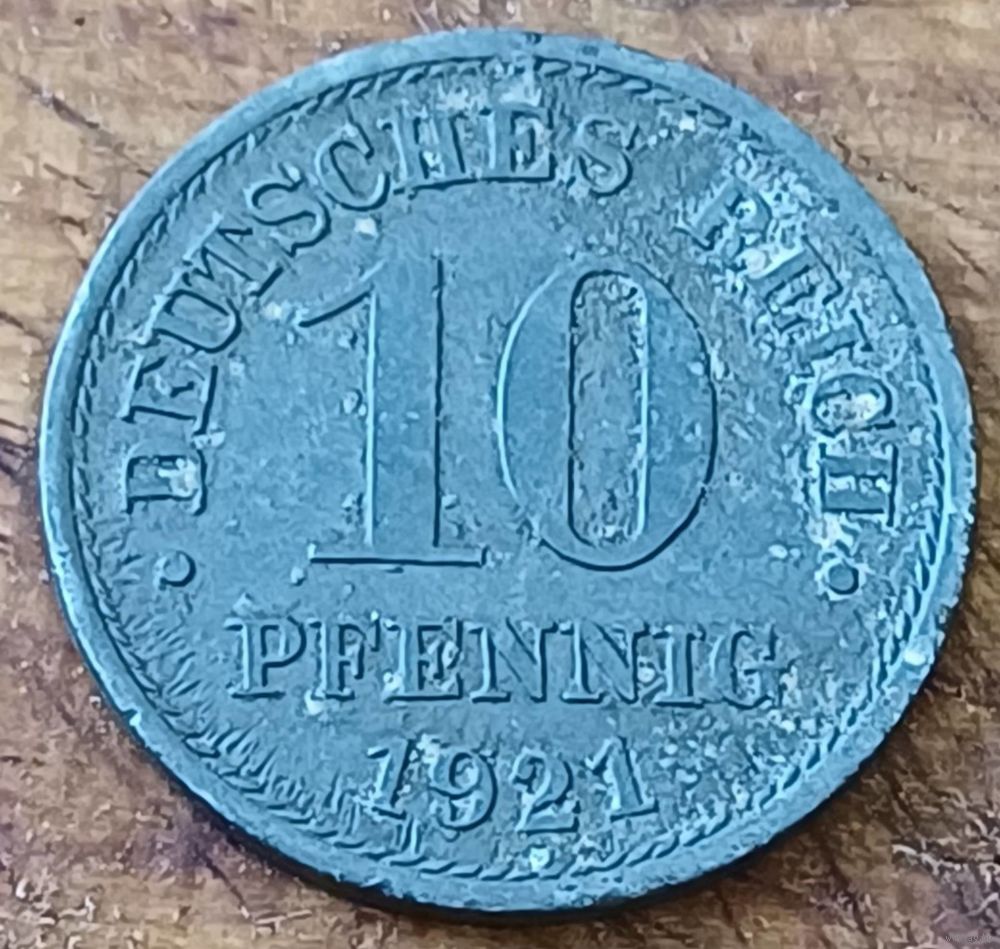 DEUTSCHES REICH
10
PFENNIG
1921